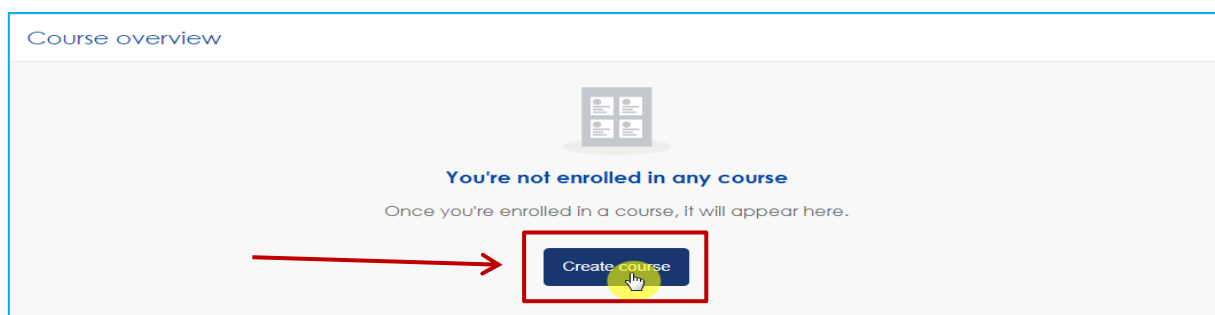 Course overview
You're not enrolled in any course
Once you're enrolled in a course, it will appear here.
Create course